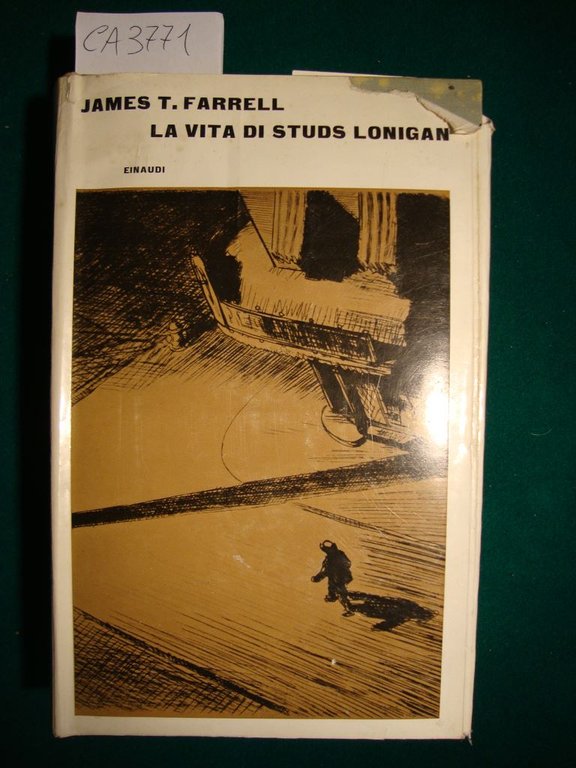 CA3771
JAMES T. FARRELL
LA VITA DI STUDS LONIGAN
EINAUDI